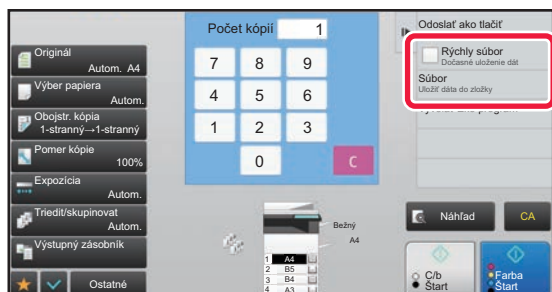 Počet kópií 1
Originál
Autom. A4
Výber papiera
Autom.
Obojstr. kópia
1-stranný→1-stranný
Pomer kópie
100%
Expozícia
Autom.
Triediť/skupinovat
Autom.
Výstupný zásobník
Ostatné
7 8 9
4 5 6
1 2 3
0 C
Bežný
A4
1 A4
2 B5
3 B4
4 A3
Odoslať ako tlačiť
Rýchly súbor
Dočasné uloženie dát
Súbor
Uložiť dáta do zložky
Náhľad
CA
C/b
Štart
Farba
Štart